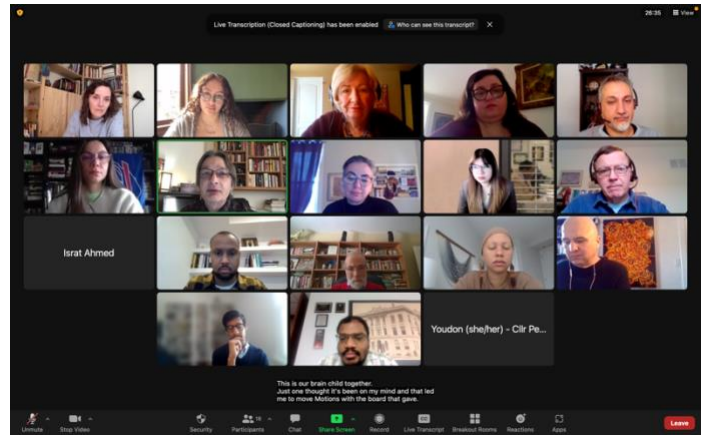 Live Transcription (Closed Captioning) has been enabled
Who can see this transcript?
26:35
View
Israt Ahmed
Youdon (she/her) - Cllr Pe...
This is our brain child together.
Just one thought it's been on my mind and that led
me to move Motions with the board that gave.
Unmute
Stop Video
Security
Participants
Chat
Share Screen
Record
Live Transcript
Breakout Rooms
Reactions
Apps
Leave